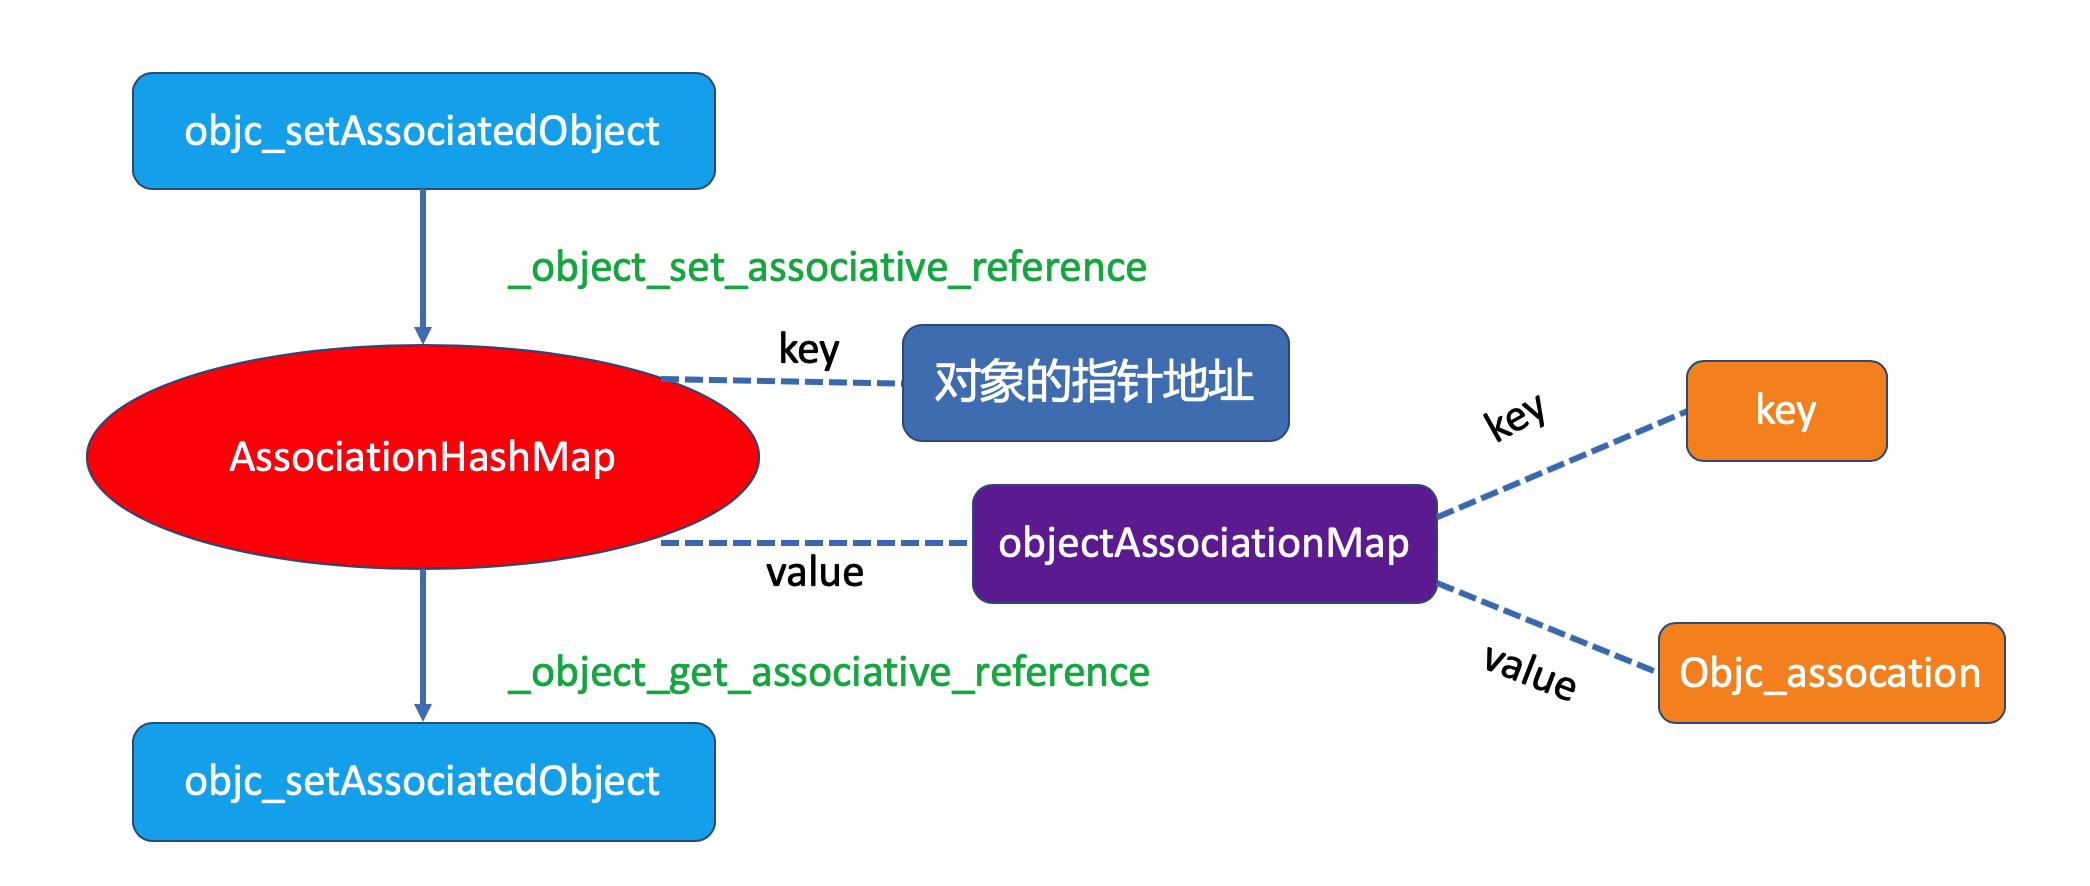 objc_setAssociatedObject
_object_set_associative_reference
key
对象的指针地址
key
key
AssociationHashMap
objectAssociationMap
value
_object_get_associative_reference
value
Objc_assocation
objc_setAssociatedObject